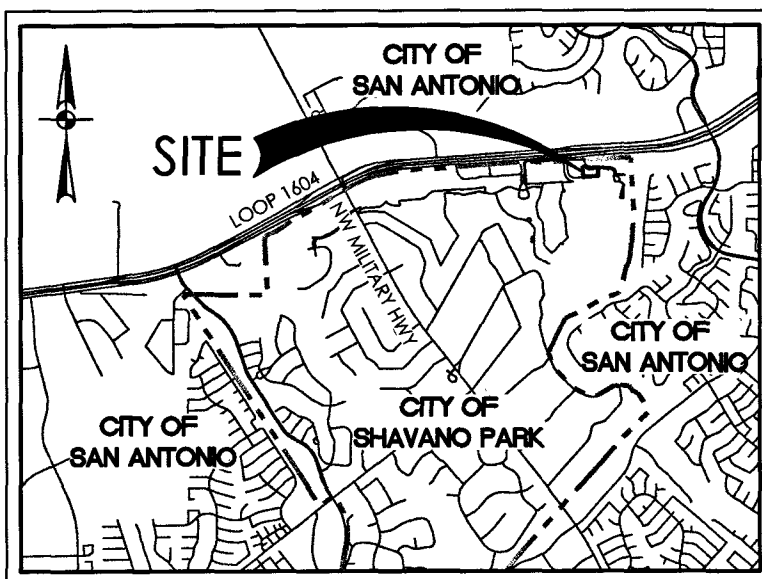 CITY OF
SAN ANTONIO
SITE
LOOP 1604
NW MILITARY HWY
CITY OF
SAN ANTONIO
CITY OF
SHAVANO PARK
CITY OF
SAN ANTONIO